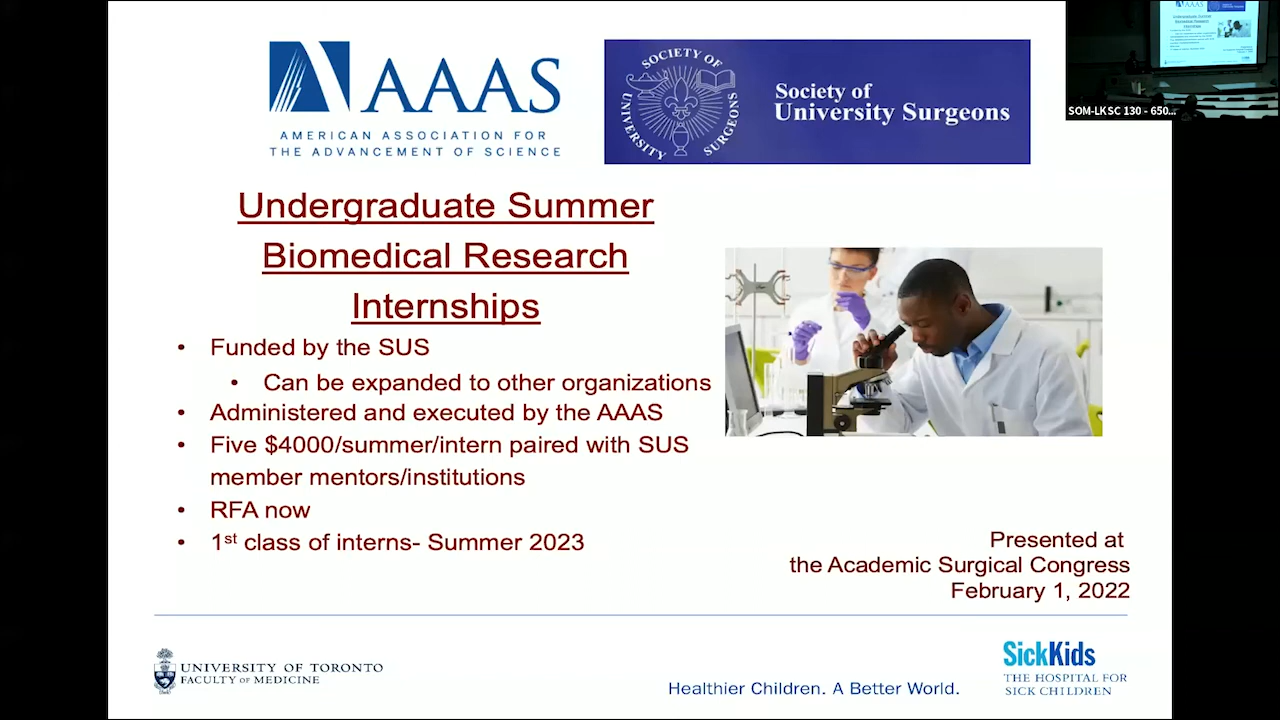 AAAS
AMERICAN ASSOCIATION FOR
THE ADVANCEMENT OF SCIENCE
SOCIETY OF
UNIVERSITY
SURGEONS
Society of
University Surgeons
SOM-LKSC 130 - 650...
Undergraduate Summer
Biomedical Research
Internships
• Funded by the SUS
• Can be expanded to other organizations
• Administered and executed by the AAAS
• Five $4000/summer/intern paired with SUS
member mentors/institutions
• RFA now
• 1st class of interns- Summer 2023
Presented at
the Academic Surgical Congress
February 1, 2022
UNIVERSITY OF TORONTO
FACULTY OF MEDICINE
Healthier Children. A Better World.
SickKids
THE HOSPITAL FOR
SICK CHILDREN